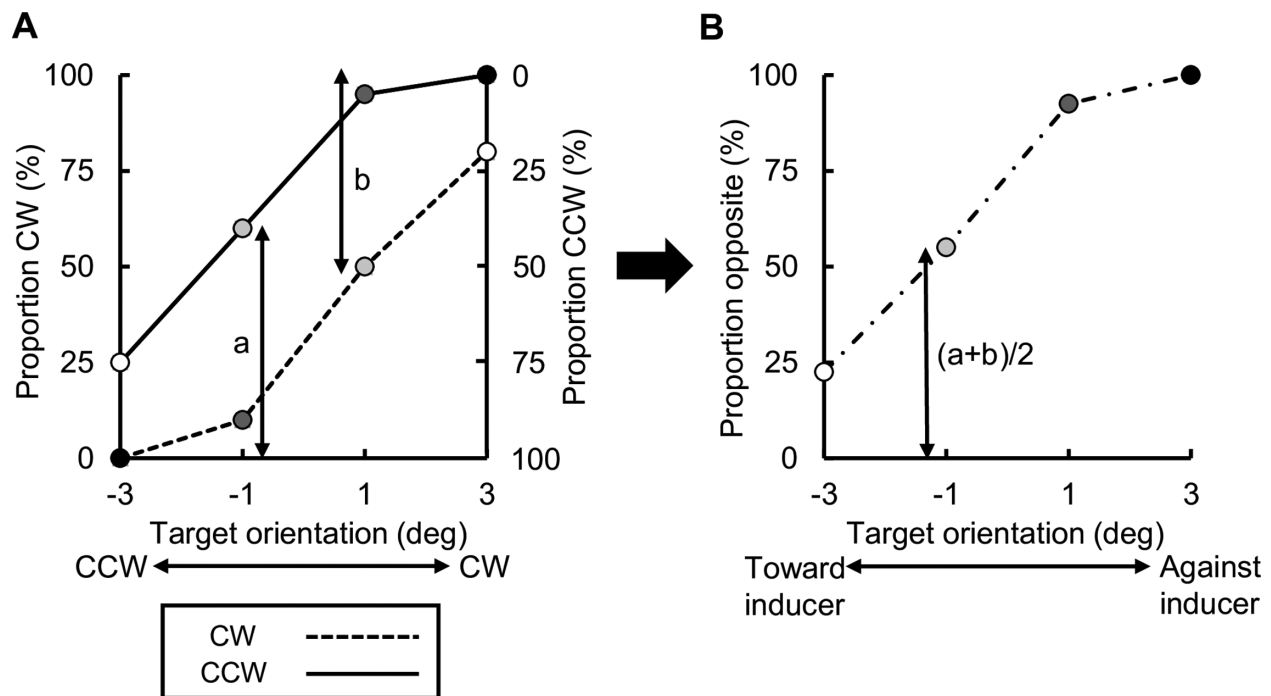 A
B
100
75
50
25
0
Proportion CW (%)
a
b
0
25
50
75
100
Proportion CCW (%)
-3
-1
1
3
Target orientation (deg)
CCW
CW
CW
CCW
100
75
50
25
0
Proportion opposite (%)
(a+b)/2
-3
-1
1
3
Target orientation (deg)
Toward
inducer
Against
inducer